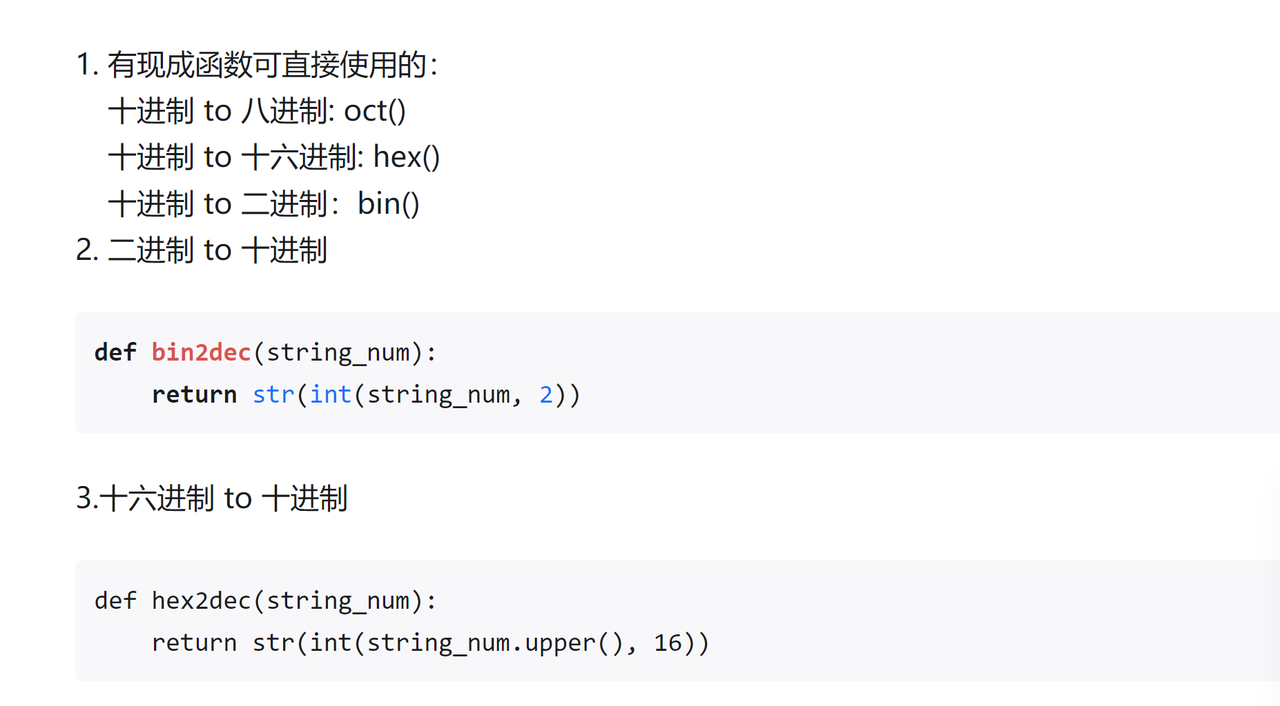 1. 有现成函数可直接使用的：
十进制 to 八进制: oct()
十进制 to 十六进制: hex()
十进制 to 二进制：bin()
2. 二进制 to 十进制
def bin2dec(string_num):
    return str(int(string_num, 2))
3.十六进制 to 十进制
def hex2dec(string_num):
    return str(int(string_num.upper(), 16))